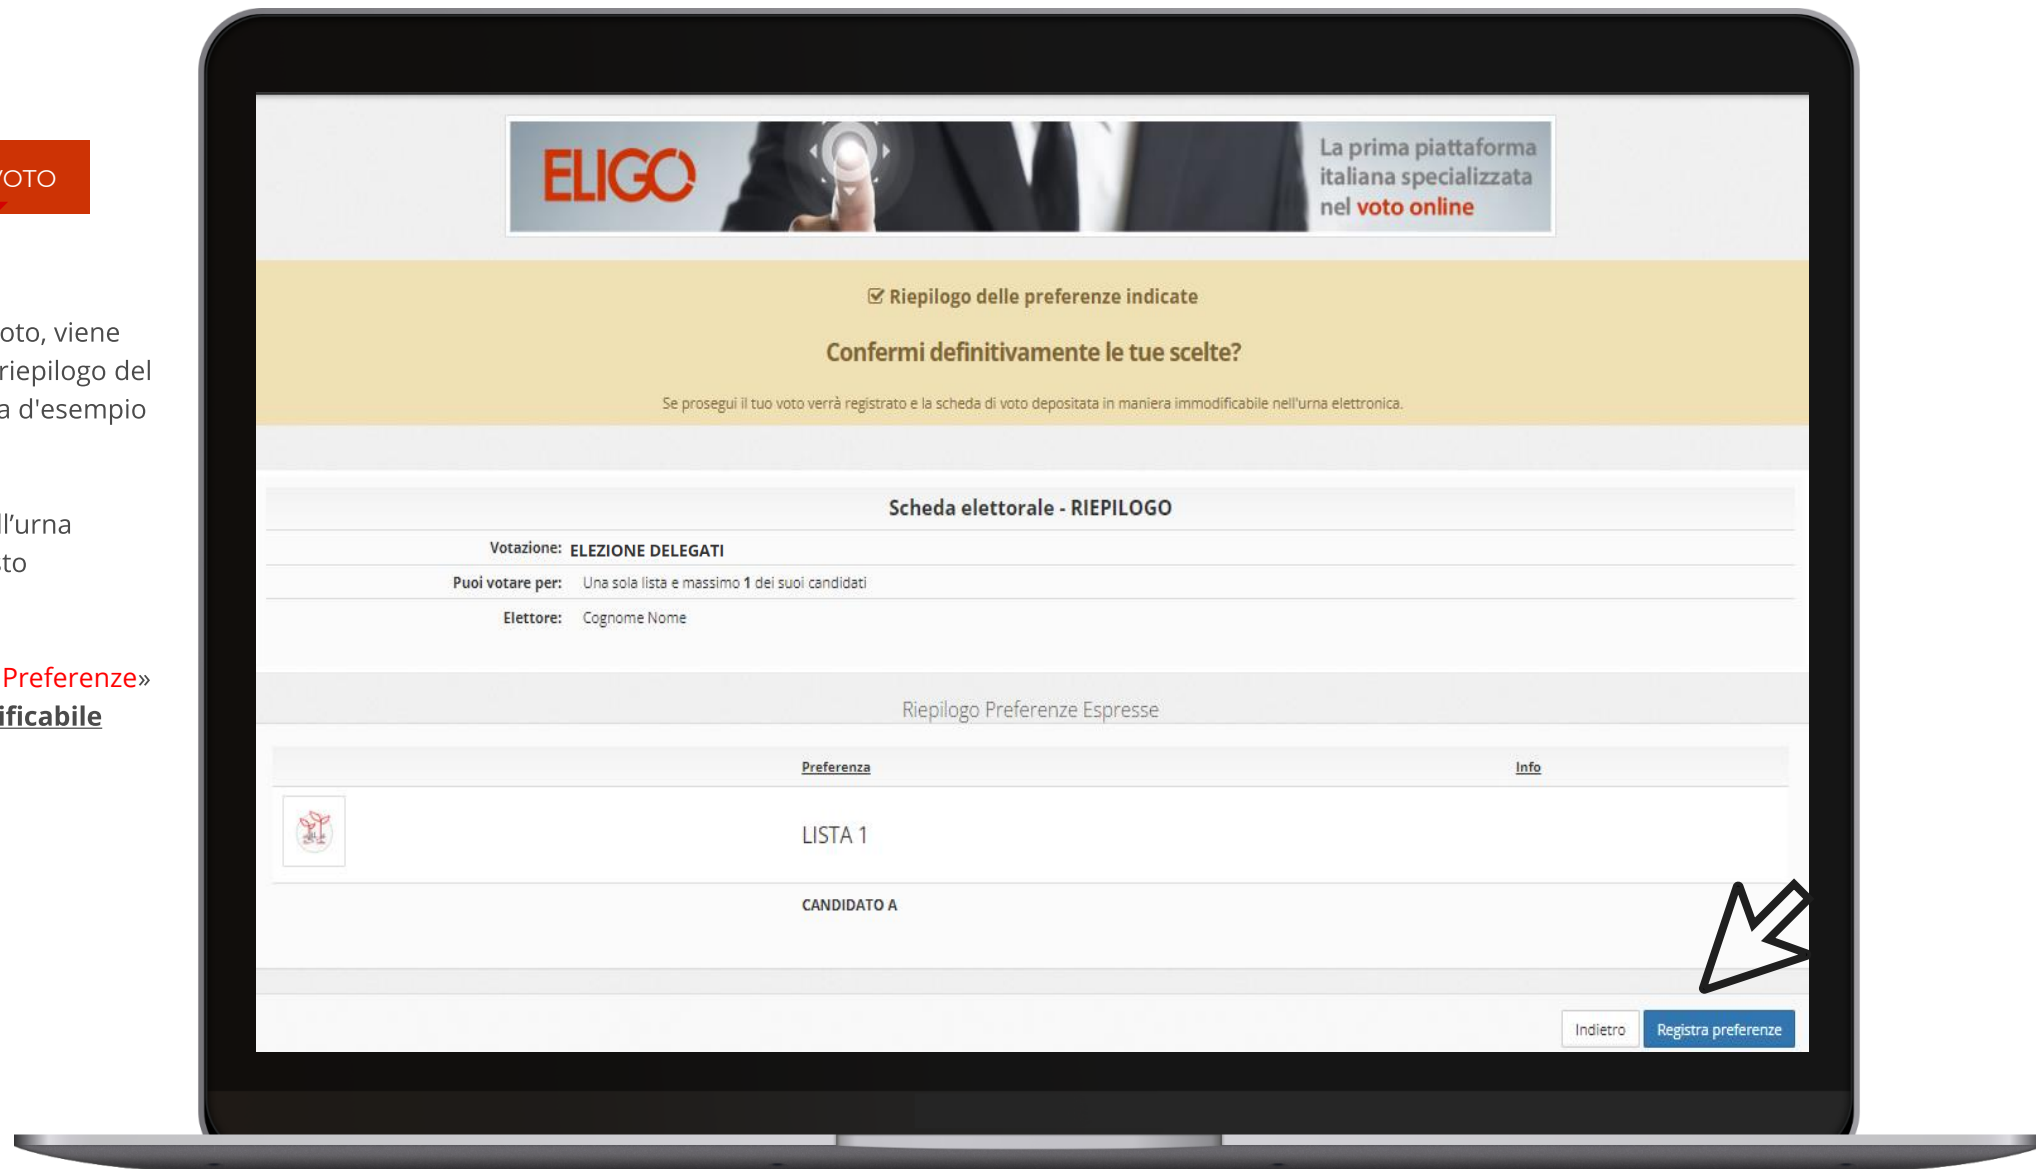 VOTO
oto, viene
riepilogo del
a d'esempio
ll'urna
sto
Preferenze»
ificabile
ELIGO
La prima piattaforma
italiana specializzata
nel voto online
Riepilogo delle preferenze indicate
Confermi definitivamente le tue scelte?
Se prosegui il tuo voto verrà registrato e la scheda di voto depositata in maniera immodificabile nell'urna elettronica.
Scheda elettorale - RIEPILOGO
Votazione: ELEZIONE DELEGATI
Puoi votare per: Una sola lista e massimo 1 dei suoi candidati
Elettore: Cognome Nome
Riepilogo Preferenze Espresse
Preferenza Info
LISTA 1
CANDIDATO A
Indietro Registra preferenze